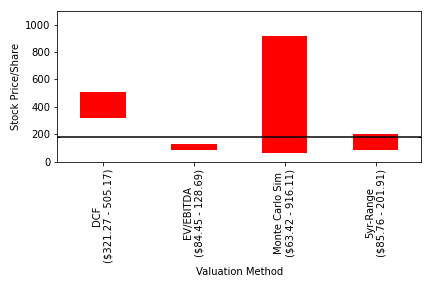 1000
800
600
400
200
0
Stock Price/Share
DCF
($321.27 - 505.17)
EV/EBITDA
($84.45 - 128.69)
Monte Carlo Sim
($63.42 - 916.11)
5yr-Range
($85.76 - 201.91)
Valuation Method